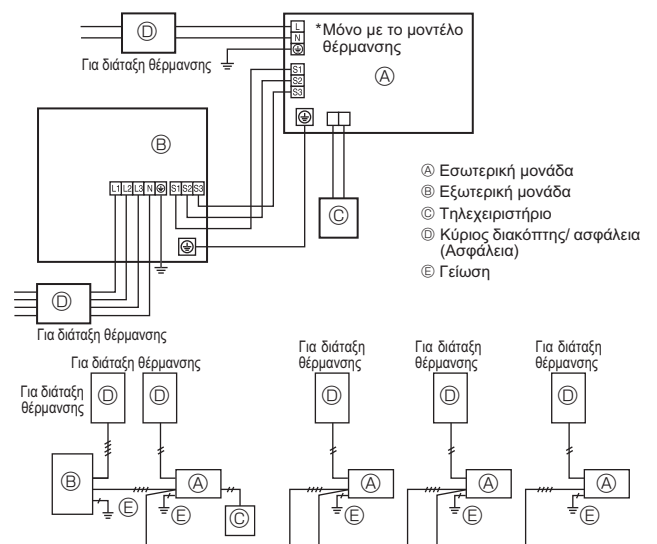 Ⓓ
L
N
*Μόνο με το μοντέλο
θέρμανσης
Για διάταξη θέρμανσης
S1
S2
S3
Ⓐ
Ⓑ
L1 L2 L3 N S1 S2 S3
Ⓒ
Ⓐ Εσωτερική μονάδα
Ⓑ Εξωτερική μονάδα
Ⓒ Τηλεχειριστήριο
Ⓓ Κύριος διακόπτης/ ασφάλεια
(Ασφάλεια)
Ⓔ Γείωση
Ⓓ
Για διάταξη θέρμανσης
Για διάταξη θέρμανσης
Για διάταξη
θέρμανσης
Ⓓ
Ⓓ
Για διάταξη
θέρμανσης
Ⓓ
Για διάταξη
θέρμανσης
Ⓓ
Για διάταξη
θέρμανσης
Ⓓ
Ⓑ
Ⓔ
Ⓐ
Ⓔ
Ⓒ
Ⓐ
Ⓔ
Ⓐ
Ⓔ
Ⓐ
Ⓔ